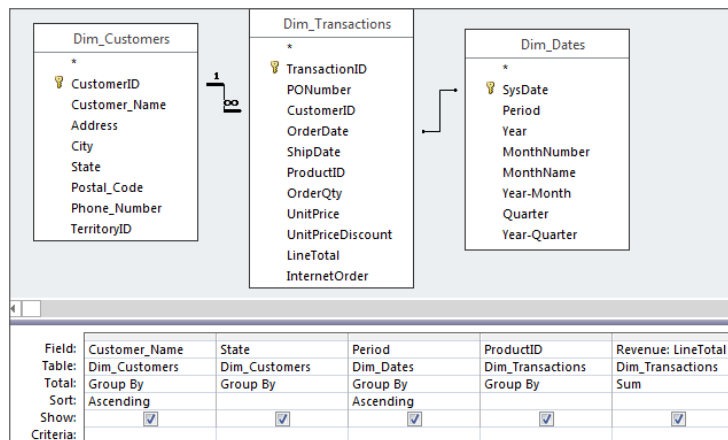 Dim_Customers
*
CustomerID
Customer_Name
Address
City
State
Postal_Code
Phone_Number
TerritoryID
1
∞
Dim_Transactions
*
TransactionID
PONumber
CustomerID
OrderDate
ShipDate
ProductID
OrderQty
UnitPrice
UnitPriceDiscount
LineTotal
InternetOrder
Dim_Dates
*
SysDate
Period
Year
MonthNumber
MonthName
Year-Month
Quarter
Year-Quarter
Field: Customer_Name State Period ProductID Revenue: LineTotal
Table: Dim_Customers Dim_Customers Dim_Dates Dim_Transactions Dim_Transactions
Total: Group By Group By Group By Group By Sum
Sort: Ascending Ascending
Show:
Criteria: